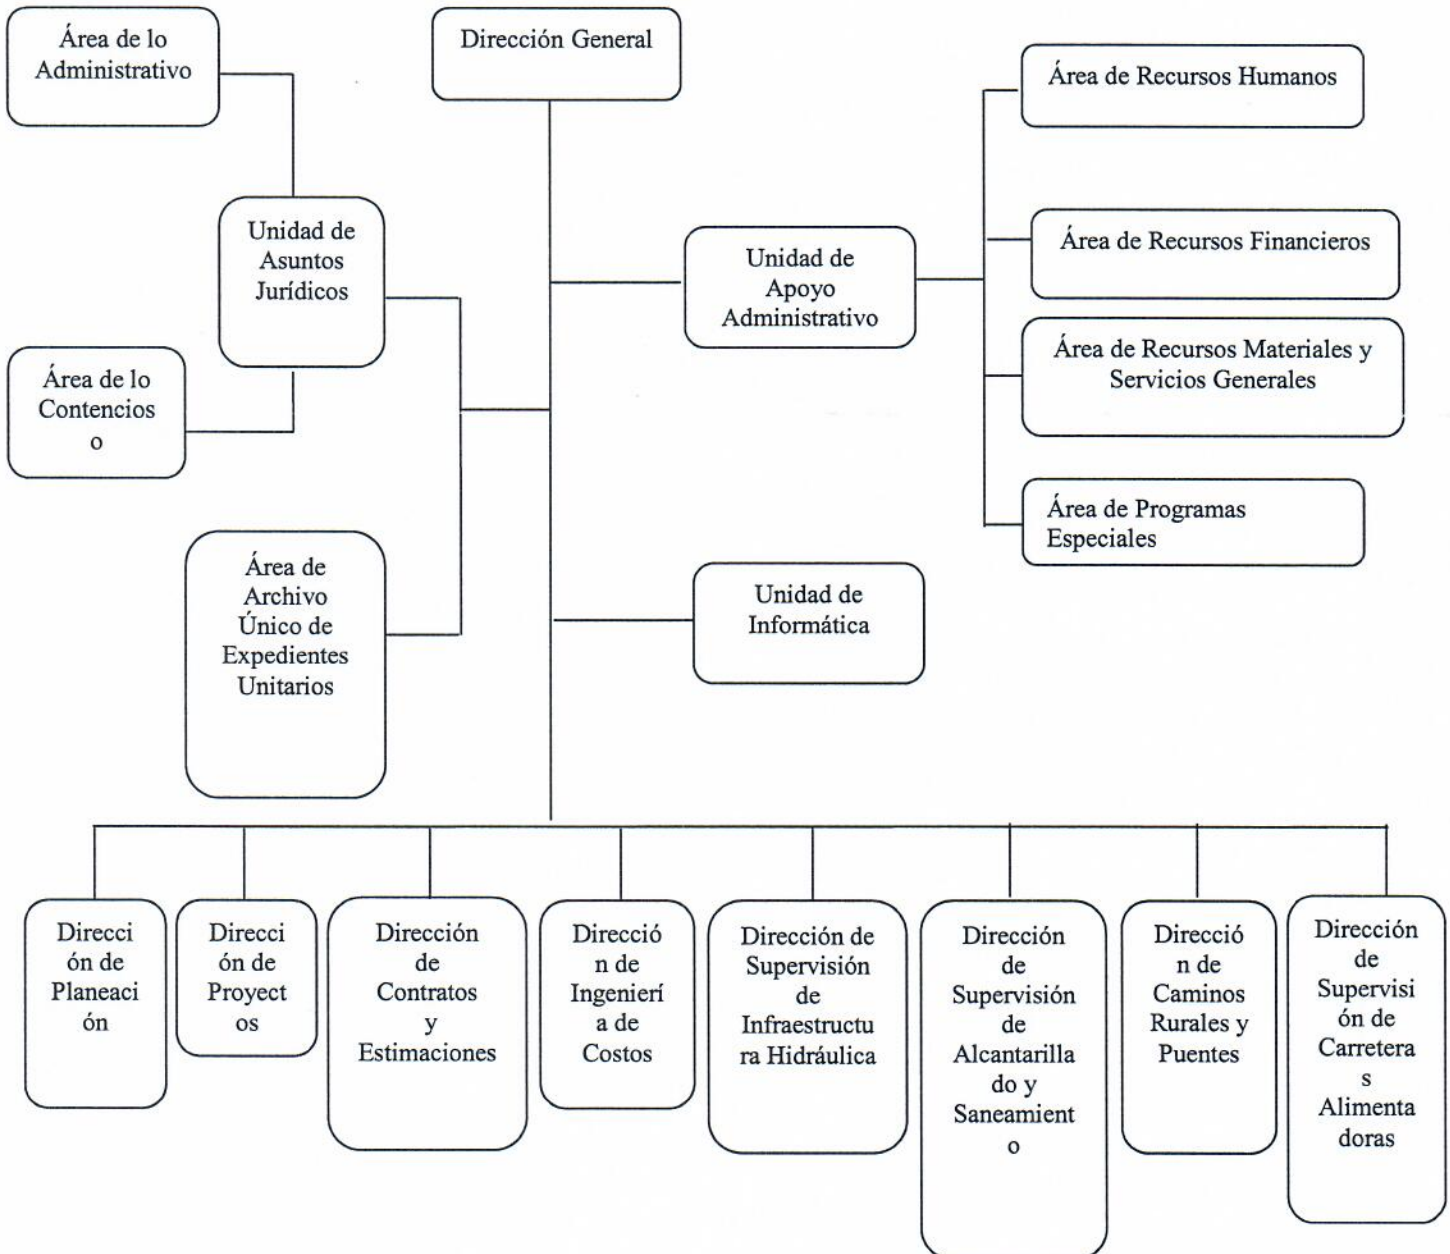 Área de lo
Administrativo
Dirección General
Área de Recursos Humanos
Unidad de
Asuntos
Jurídicos
Unidad de
Apoyo
Administrativo
Área de Recursos Financieros
Área de Recursos Materiales y
Servicios Generales
Área de lo
Contencios
o
Área de Programas
Especiales
Área de
Archivo
Único de
Expedientes
Unitarios
Unidad de
Informática
Direcci
ón de
Planeaci
ón
Direcci
ón de
Proyect
os
Dirección
de
Contratos
y
Estimaciones
Direcció
n de
Ingenierí
a de
Costos
Dirección de
Supervisión
de
Infraestructu
ra Hidráulica
Dirección
de
Supervisión
de
Alcantarilla
do y
Saneamient
o
Direcció
n de
Caminos
Rurales y
Puentes
Dirección
de
Supervisi
ón de
Carretera
s
Alimenta
doras